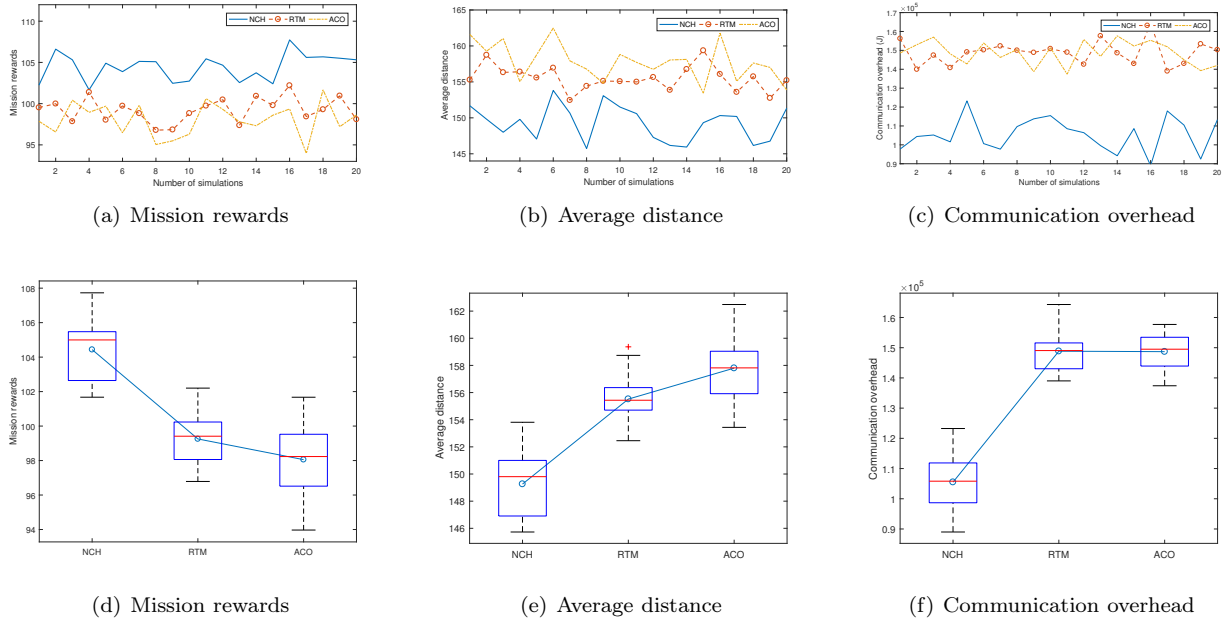 NCH RTM ACO
110
105
100
95
Mission rewards
2 4 6 8 10 12 14 16 18 20
Number of simulations
(a) Mission rewards
NCH RTM ACO
165
160
155
150
145
Average distance
2 4 6 8 10 12 14 16 18 20
Number of simulations
(b) Average distance
×10⁵
NCH RTM ACO
1.6
1.5
1.4
1.3
1.2
1.1
1
0.9
Communication overhead (J)
2 4 6 8 10 12 14 16 18 20
Number of simulations
(c) Communication overhead
108
106
104
102
100
98
96
94
Mission rewards
NCH RTM ACO
(d) Mission rewards
162
160
158
156
154
152
150
148
146
Average distance
NCH RTM ACO
(e) Average distance
×10⁵
1.6
1.5
1.4
1.3
1.2
1.1
1
0.9
Communication overhead
NCH RTM ACO
(f) Communication overhead